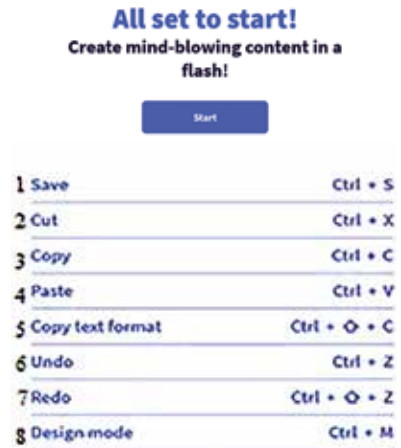 All set to start!
Create mind-blowing content in a
flash!
Start
1 Save Ctrl + S
2 Cut Ctrl + X
3 Copy Ctrl + C
4 Paste Ctrl + V
5 Copy text format Ctrl + ⇧ + C
6 Undo Ctrl + Z
7 Redo Ctrl + ⇧ + Z
8 Design mode Ctrl + M